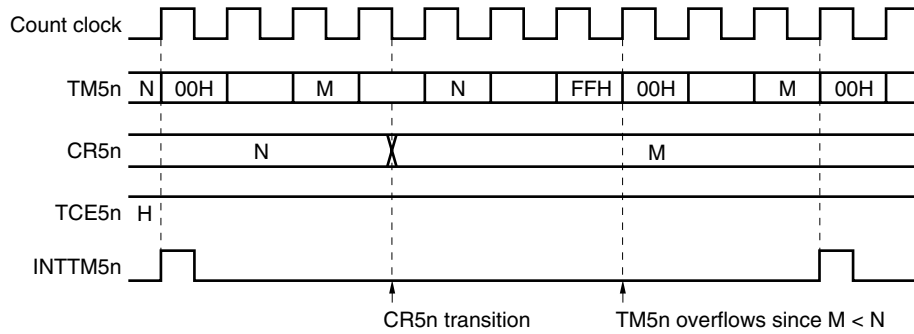 Count clock
TM5n N 00H M N FFH 00H M 00H
CR5n N M
TCE5n H
INTTM5n
CR5n transition TM5n overflows since M < N